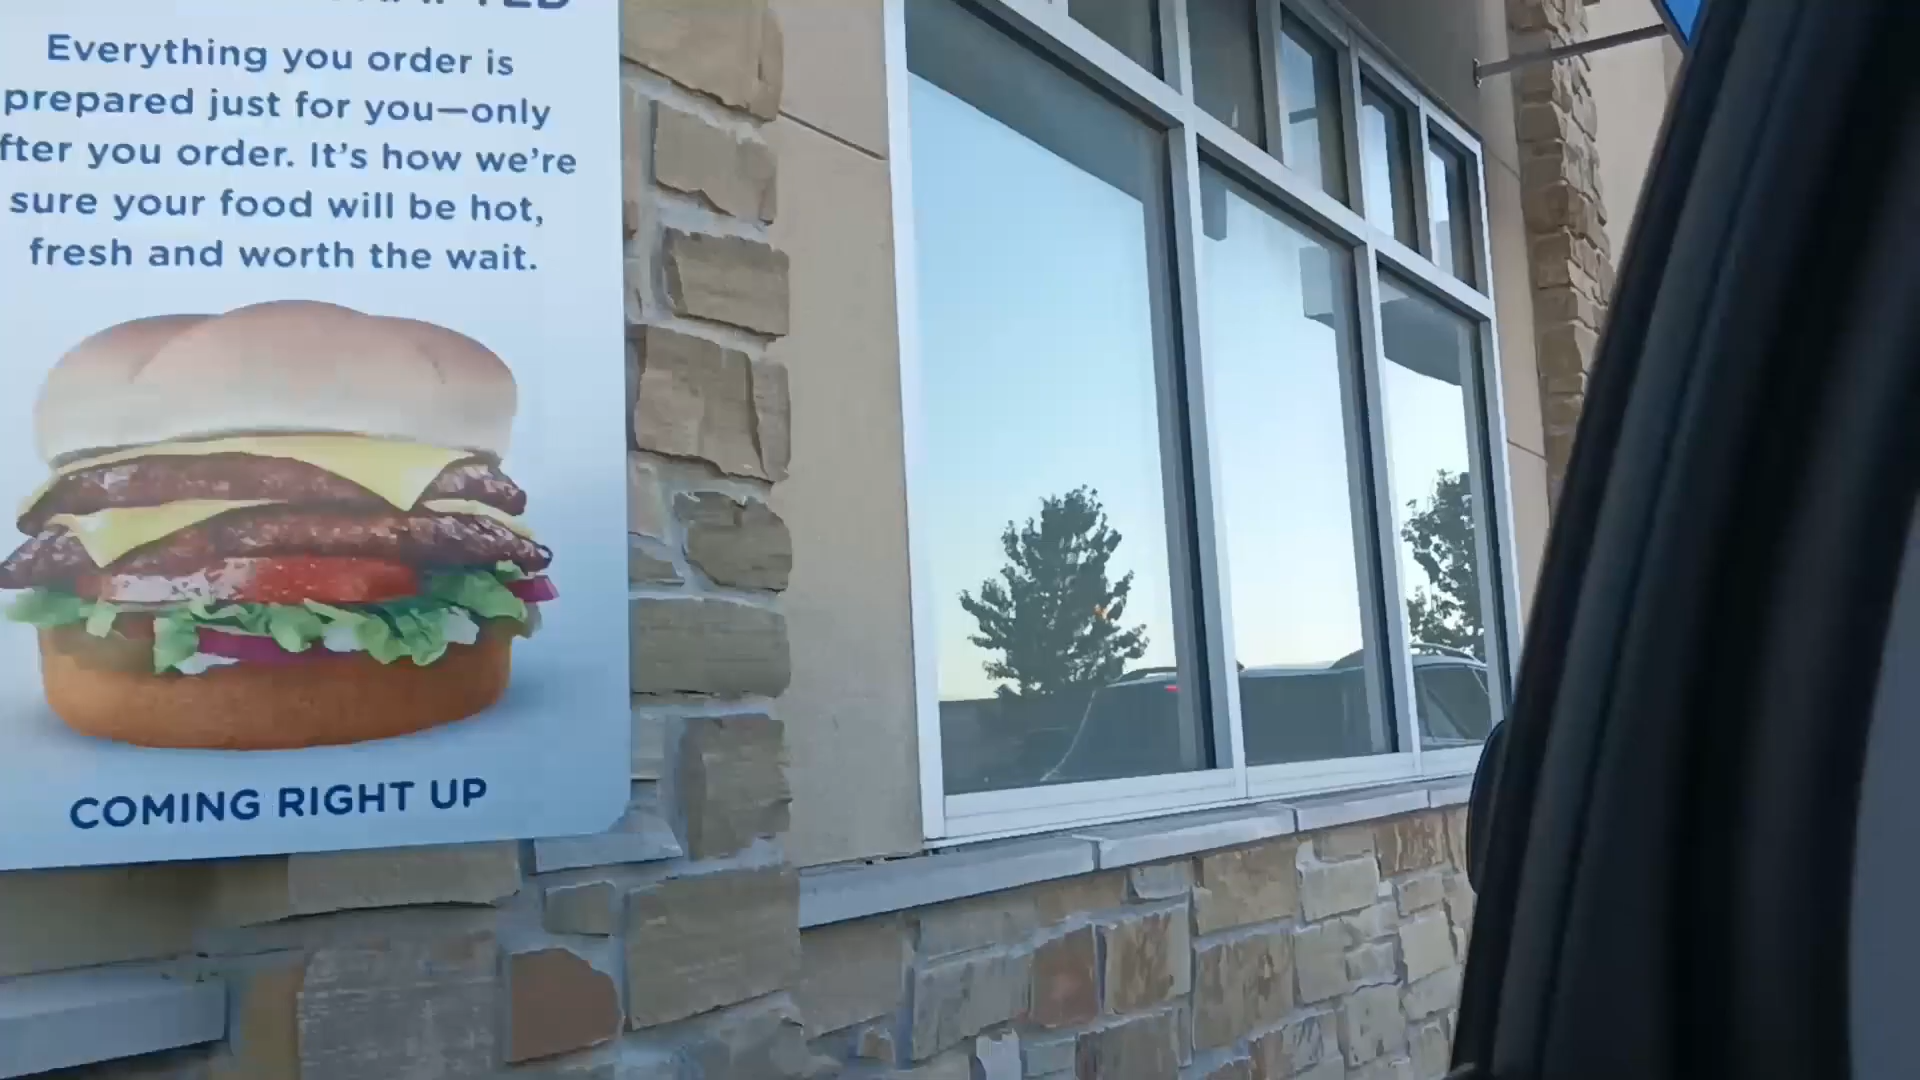 Everything you order is
prepared just for you—only
fter you order. It's how we're
sure your food will be hot,
fresh and worth the wait.
COMING RIGHT UP